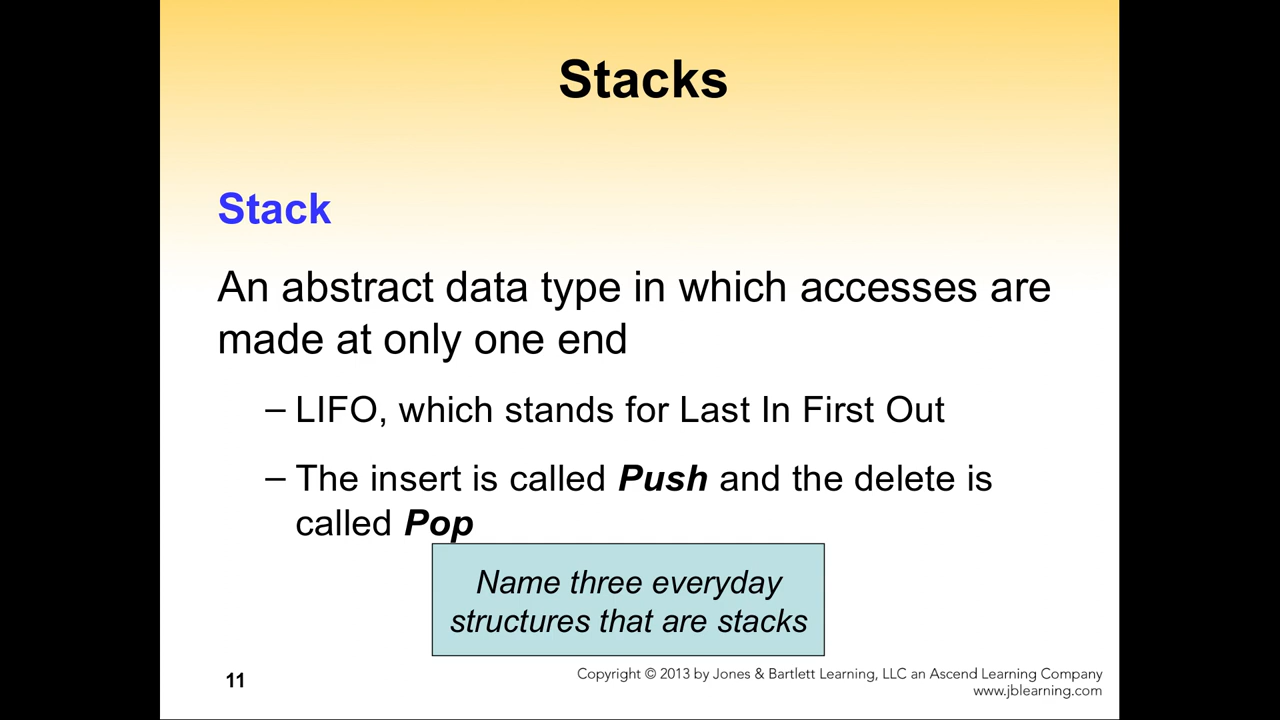 Stacks
Stack
An abstract data type in which accesses are
made at only one end
– LIFO, which stands for Last In First Out
– The insert is called Push and the delete is
called Pop
Name three everyday
structures that are stacks
11
Copyright © 2013 by Jones & Bartlett Learning, LLC an Ascend Learning Company
www.jblearning.com